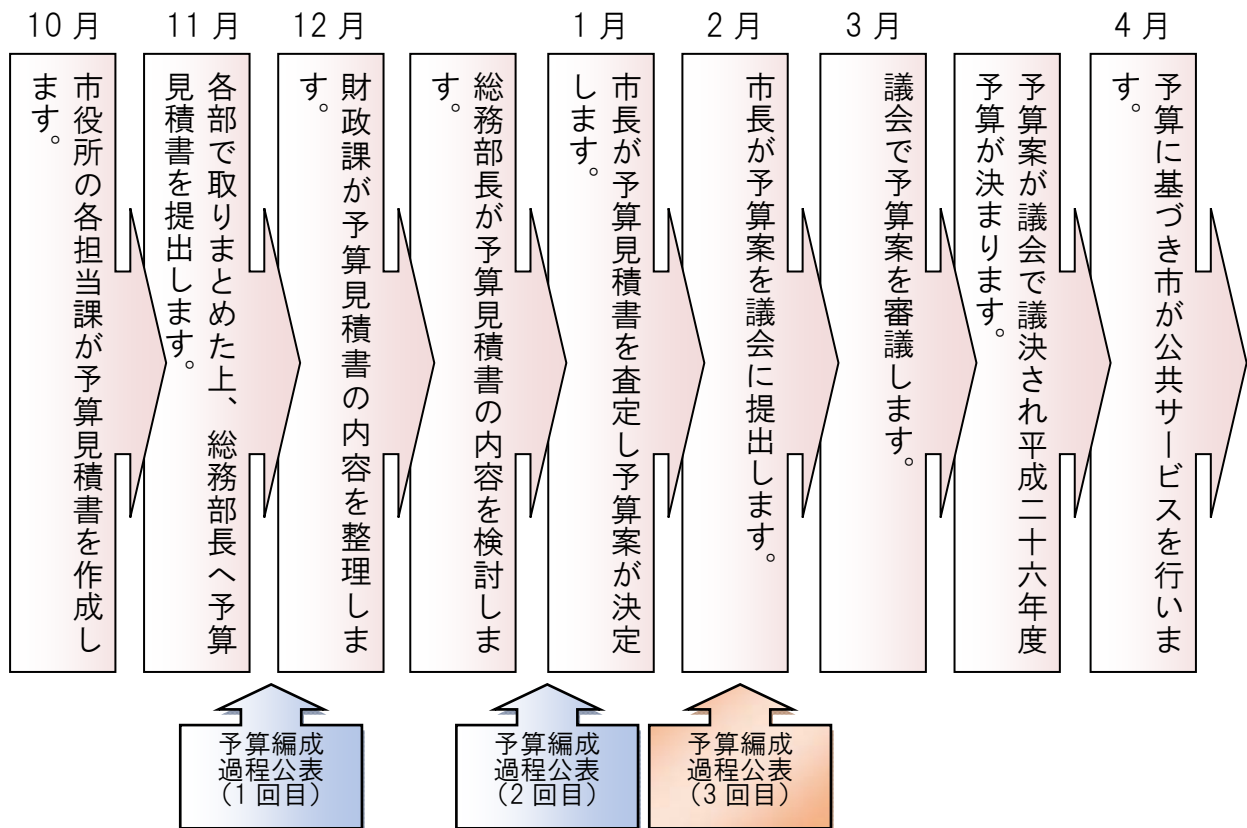 10月
市役所の各担当課が予算見積書を作成し
ます。
11月
各部で取りまとめた上、総務部長へ予算
見積書を提出します。
12月
財政課が予算見積書の内容を整理しま
す。
総務部長が予算見積書の内容を検討しま
す。
1月
市長が予算見積書を査定し予算案が決定
します。
2月
市長が予算案を議会に提出します。
3月
議会で予算案を審議します。
予算案が議会で議決され平成二十六年度
予算が決まります。
4月
予算に基づき市が公共サービスを行いま
す。
予算編成
過程公表
(1回目)
予算編成
過程公表
(2回目)
予算編成
過程公表
(3回目)